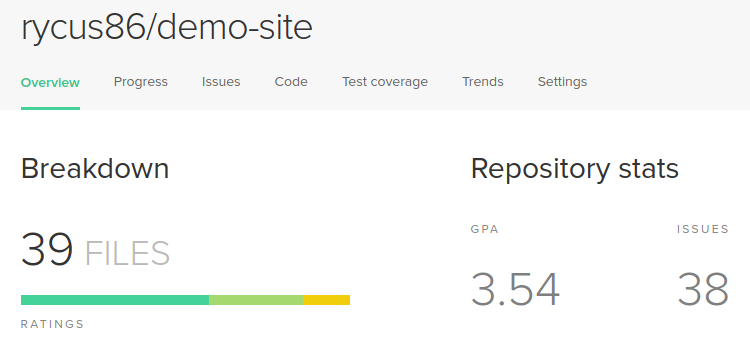 rycus86/demo-site
Overview Progress Issues Code Test coverage Trends Settings
Breakdown
39 FILES
RATINGS
Repository stats
GPA
3.54
ISSUES
38